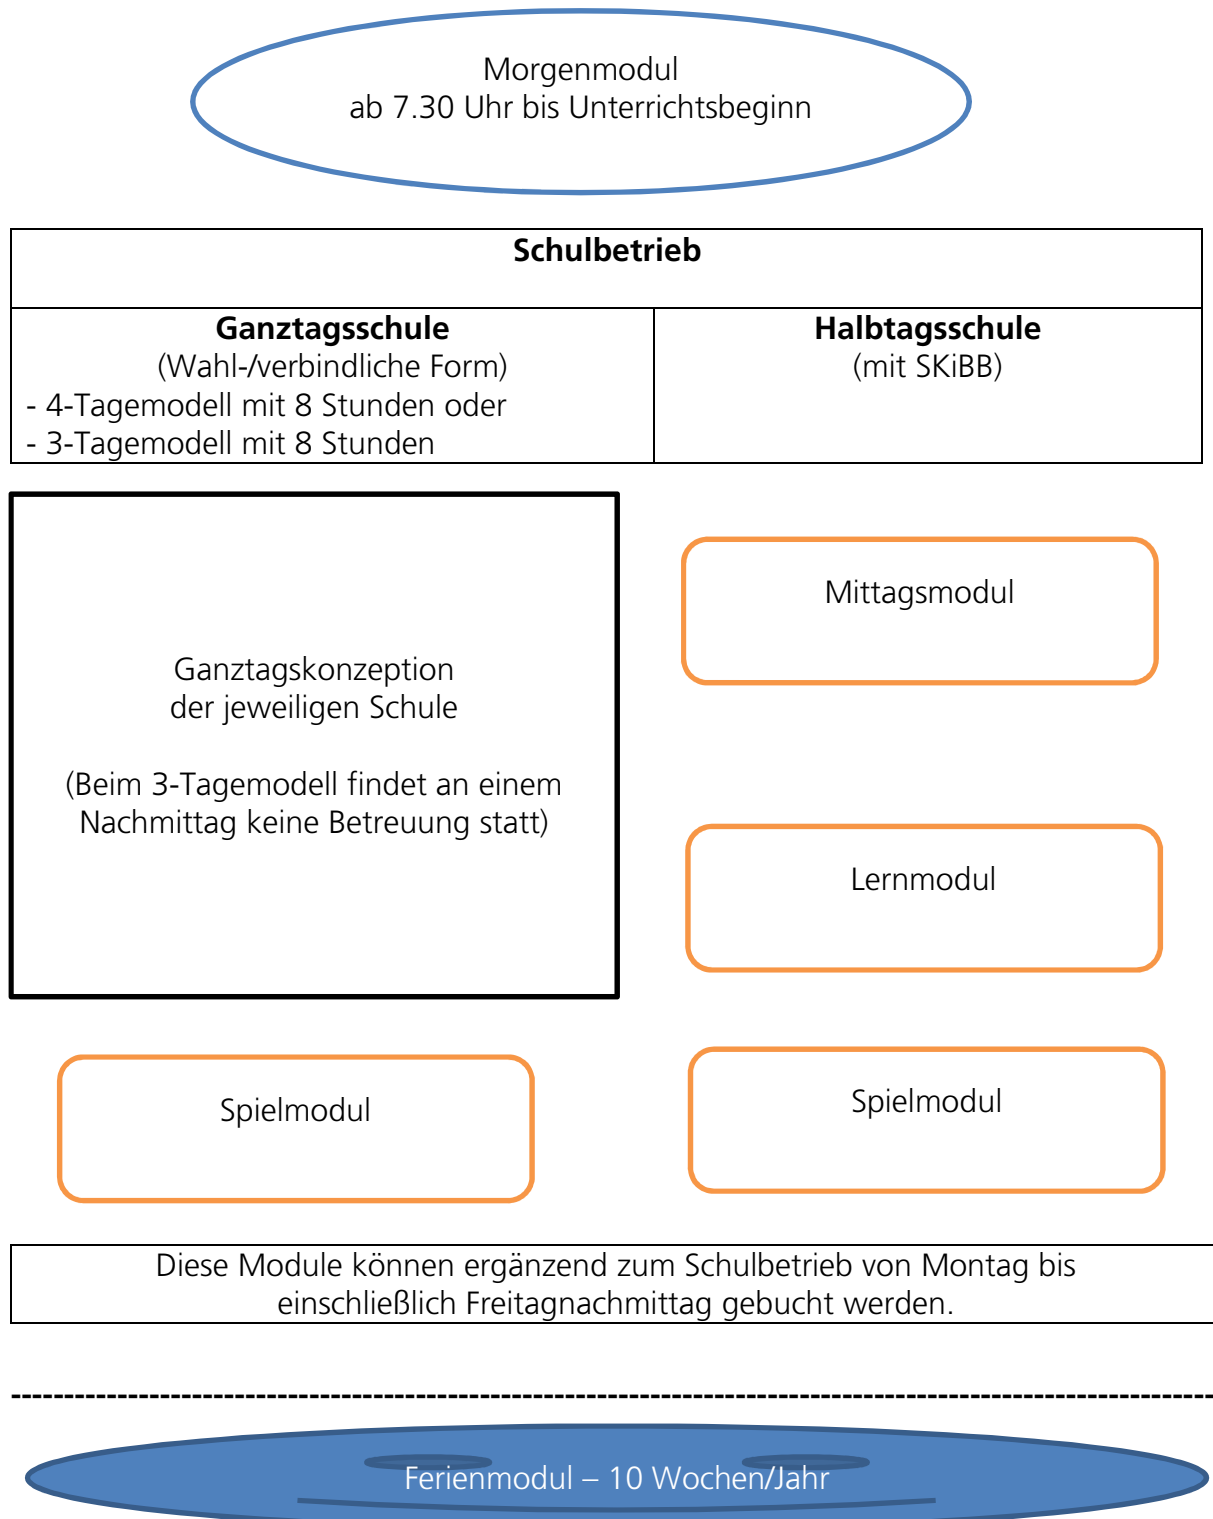 Morgenmodul
ab 7.30 Uhr bis Unterrichtsbeginn
Schulbetrieb
Ganztagsschule
(Wahl-/verbindliche Form)
- 4-Tagemodell mit 8 Stunden oder
- 3-Tagemodell mit 8 Stunden
Halbtagsschule
(mit SKiBB)
Ganztagskonzeption
der jeweiligen Schule
(Beim 3-Tagemodell findet an einem
Nachmittag keine Betreuung statt)
Mittagsmodul
Lernmodul
Spielmodul
Spielmodul
Diese Module können ergänzend zum Schulbetrieb von Montag bis
einschließlich Freitagnachmittag gebucht werden.
Ferienmodul – 10 Wochen/Jahr